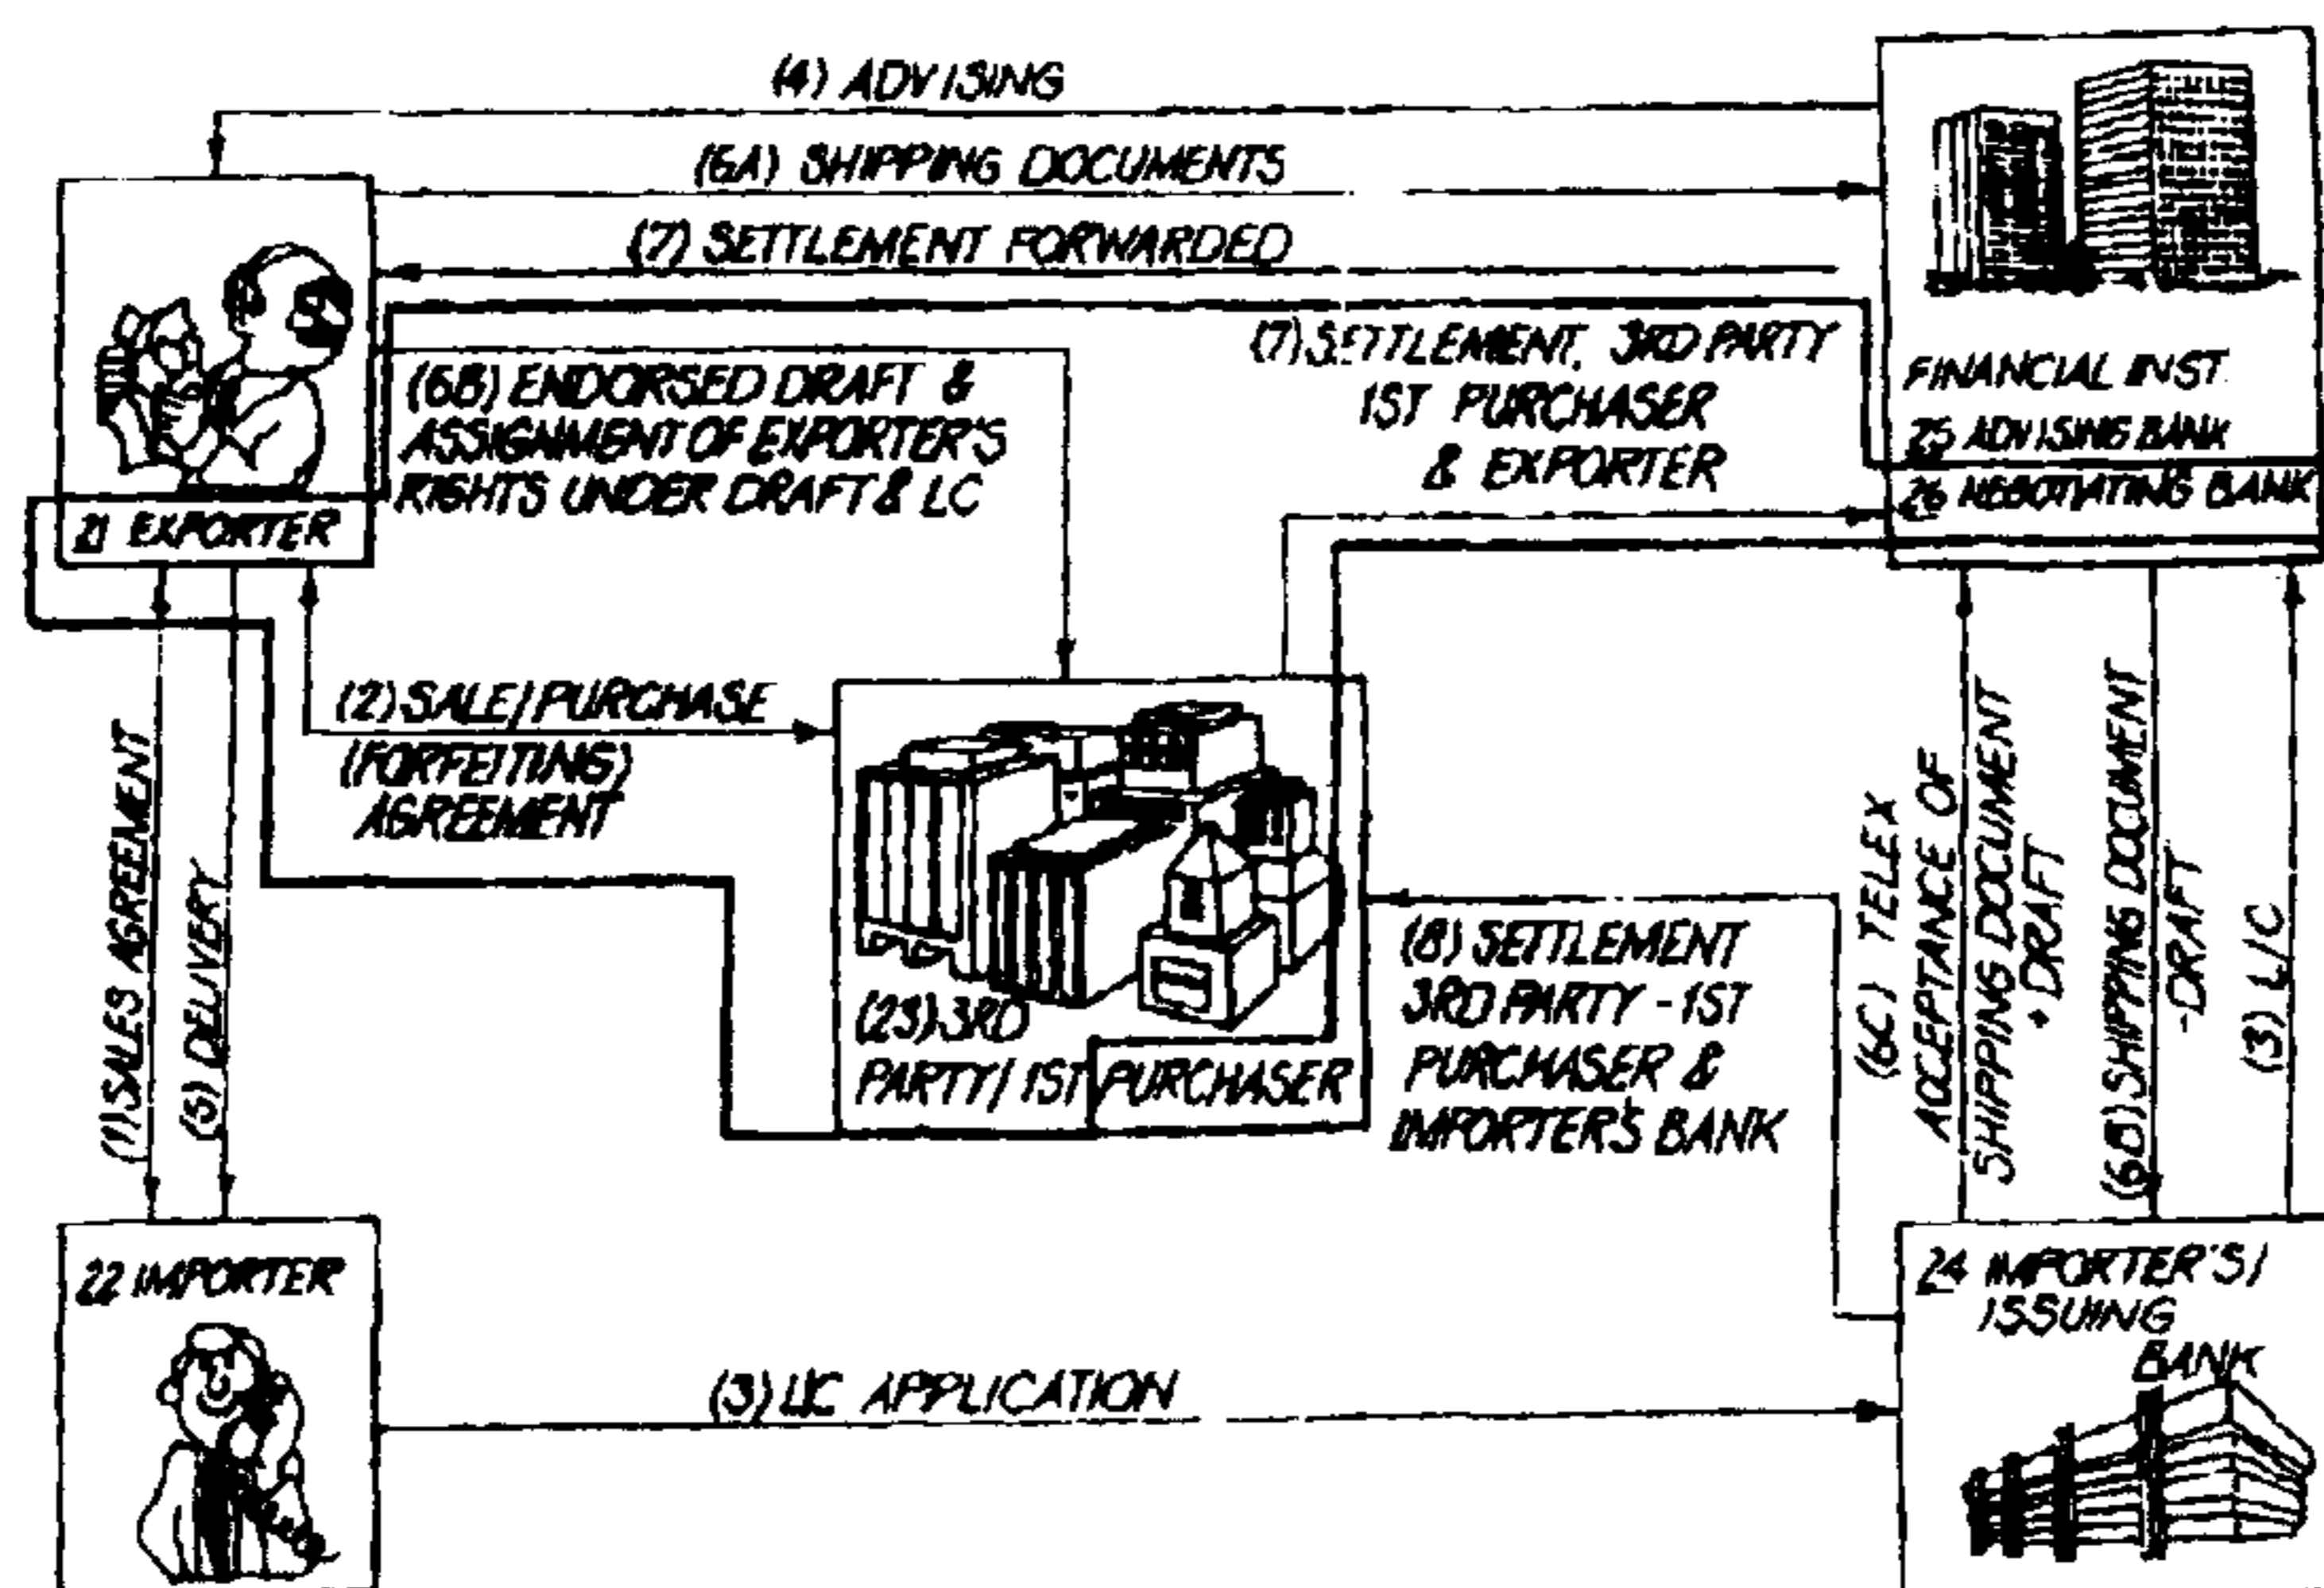 (4) ADVISING
(6A) SHIPPING DOCUMENTS
(7) SETTLEMENT FORWARDED
(6B) ENDORSED DRAFT &
ASSIGNMENT OF EXPORTER'S
RIGHTS UNDER DRAFT & LC
(7) SETTLEMENT, 3RD PARTY
1ST PURCHASER
& EXPORTER
FINANCIAL INST.
25 ADVISING BANK
26 NEGOTIATING BANK
21 EXPORTER
(1) SALES AGREEMENT
(5) DELIVERY
(2) SALE/PURCHASE
(FORFEITING)
AGREEMENT
(23) 3RD
PARTY/1ST PURCHASER
(8) SETTLEMENT
3RD PARTY - 1ST
PURCHASER &
IMPORTER'S BANK
(6C) TELEX
ACCEPTANCE OF
SHIPPING DOCUMENT
+ DRAFT
(6B) SHIPPING DOCUMENT
-DRAFT
(3) L/C
22 IMPORTER
(3) L/C APPLICATION
24 IMPORTER'S/
ISSUING
BANK